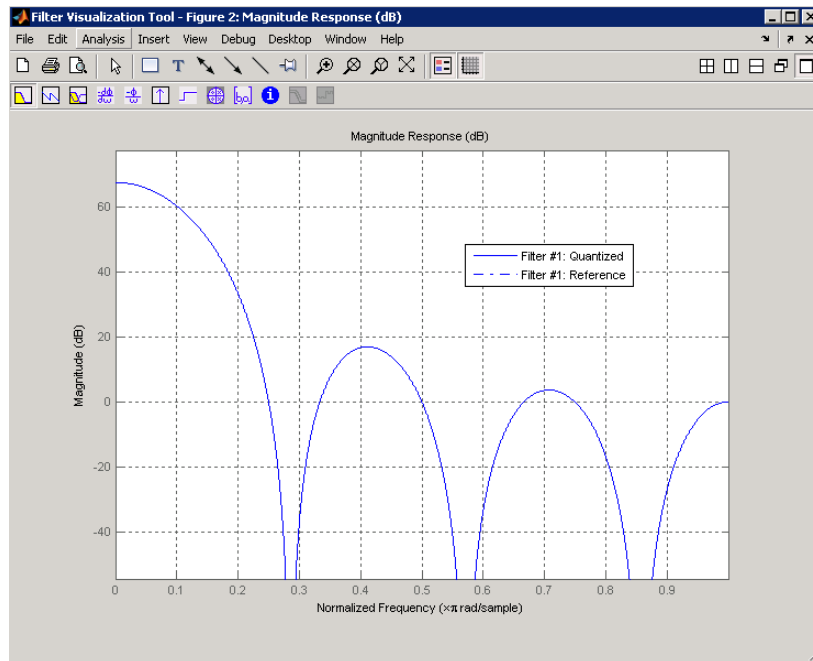 Filter Visualization Tool - Figure 2: Magnitude Response (dB)
File Edit Analysis Insert View Debug Desktop Window Help
Magnitude Response (dB)
60
40
20
0
-20
-40
Magnitude (dB)
Filter #1: Quantized
Filter #1: Reference
0 0.1 0.2 0.3 0.4 0.5 0.6 0.7 0.8 0.9
Normalized Frequency (×π rad/sample)